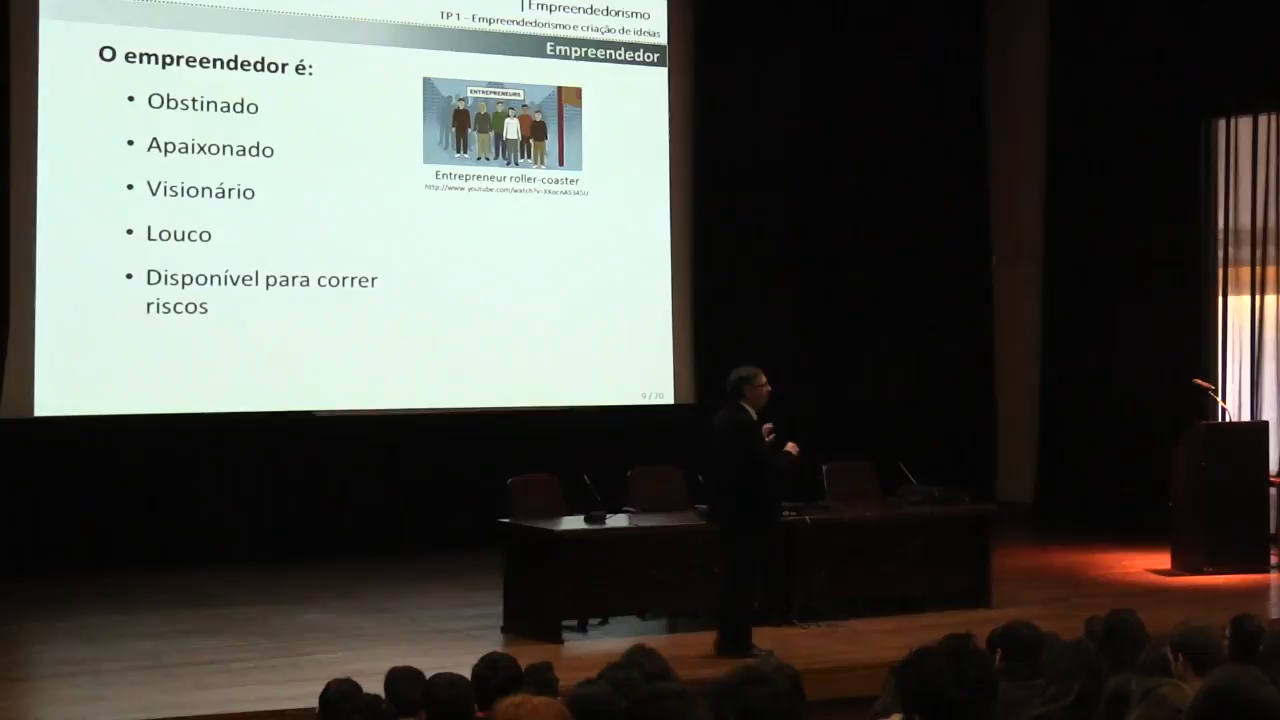 | Empreendedorismo
TP 1 – Empreendedorismo e criação de ideias
Empreendedor
O empreendedor é:
• Obstinado
• Apaixonado
• Visionário
• Louco
• Disponível para correr
riscos
ENTREPRENEURS
Entrepreneur roller-coaster
9 / 70